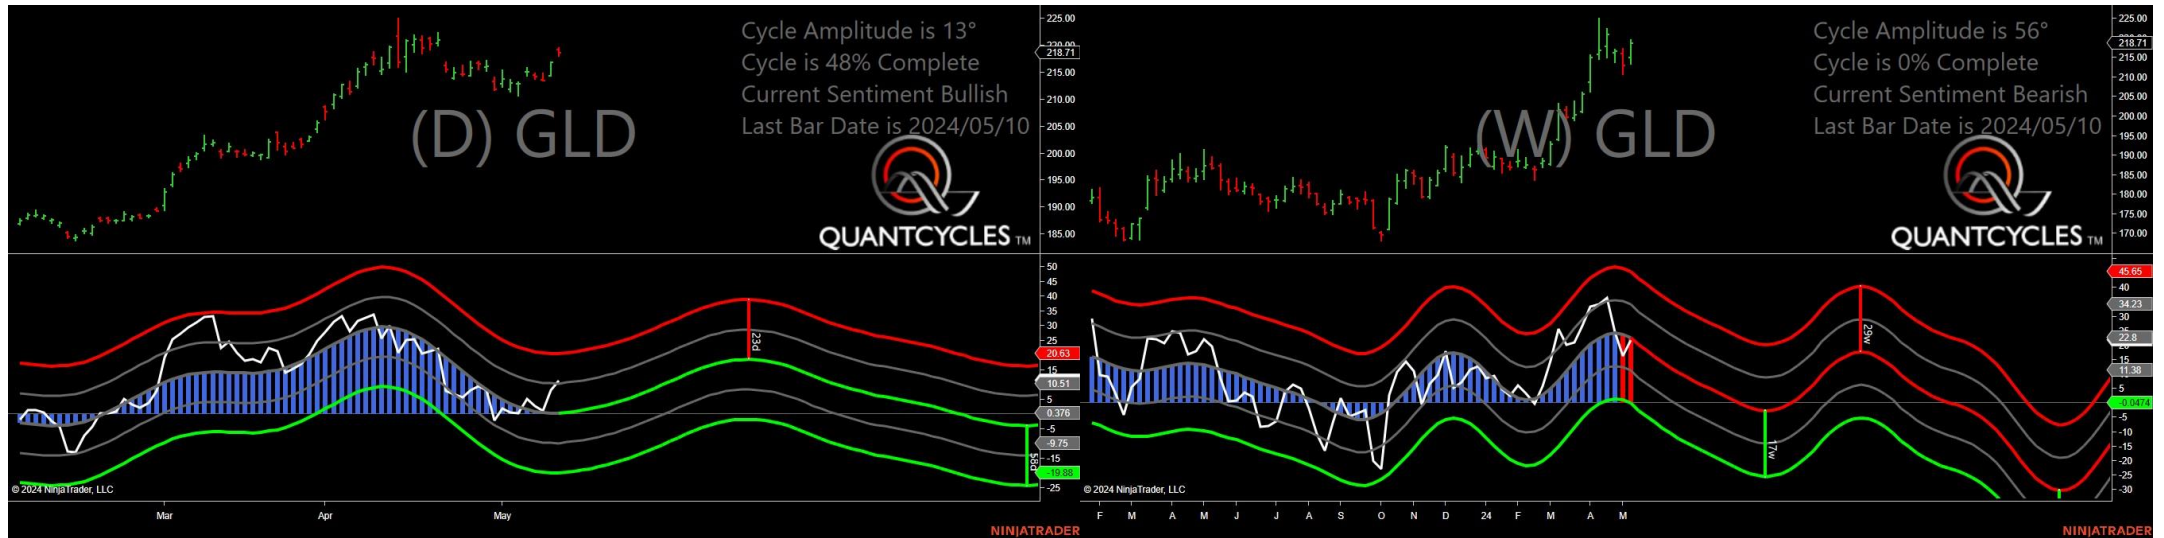 Cycle Amplitude is 13°
Cycle is 48% Complete
Current Sentiment Bullish
Last Bar Date is 2024/05/10
(D) GLD
QUANTCYCLES TM
225.00
218.71
215.00
210.00
205.00
200.00
195.00
190.00
185.00
50
45
40
35
30
25
20.63
15
10.51
5
0.376
-5
-9.75
-15
-19.88
-25
23d
58d
© 2024 NinjaTrader, LLC
Mar
Apr
May
NINJATRADER
Cycle Amplitude is 56°
Cycle is 0% Complete
Current Sentiment Bearish
Last Bar Date is 2024/05/10
(W) GLD
QUANTCYCLES TM
225.00
218.71
215.00
210.00
205.00
200.00
195.00
190.00
185.00
180.00
175.00
170.00
45.65
40
34.23
30
22.8
11.38
5
-0.0474
-5
-10
-15
-20
-25
-30
29w
17w
© 2024 NinjaTrader, LLC
F M A M J J A S O N D 24 F M A M
NINJATRADER